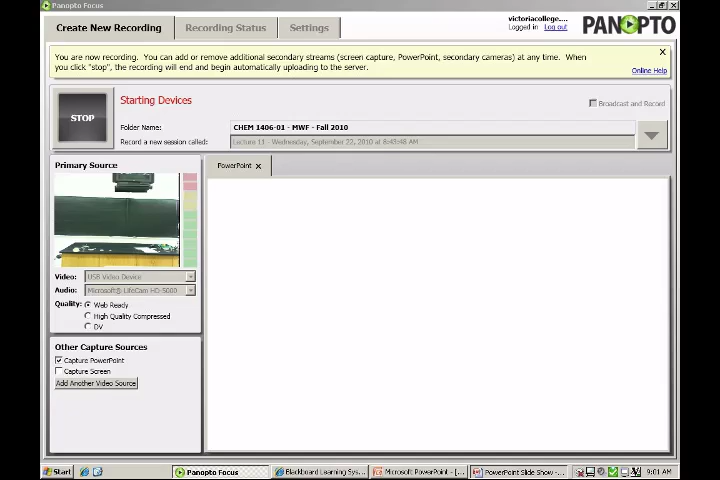 Panopto Focus
Create New Recording
Recording Status
Settings
victoriacollege....
Logged in Log out
PANOPTO
You are now recording. You can add or remove additional secondary streams (screen capture, PowerPoint, secondary cameras) at any time. When
you click "stop", the recording will end and begin automatically uploading to the server.
Online Help
STOP
Starting Devices
Broadcast and Record
Folder Name: CHEM 1406-01 - MWF - Fall 2010
Record a new session called: Lecture 11 - Wednesday, September 22, 2010 at 8:43:48 AM
Primary Source
PowerPoint
Video: USB Video Device
Audio: Microsoft® LifeCam HD-5000
Quality: Web Ready
High Quality Compressed
DV
Other Capture Sources
Capture PowerPoint
Capture Screen
Add Another Video Source
Start
Panopto Focus
Blackboard Learning Sys...
Microsoft PowerPoint - [...
PowerPoint Slide Show -...
9:01 AM